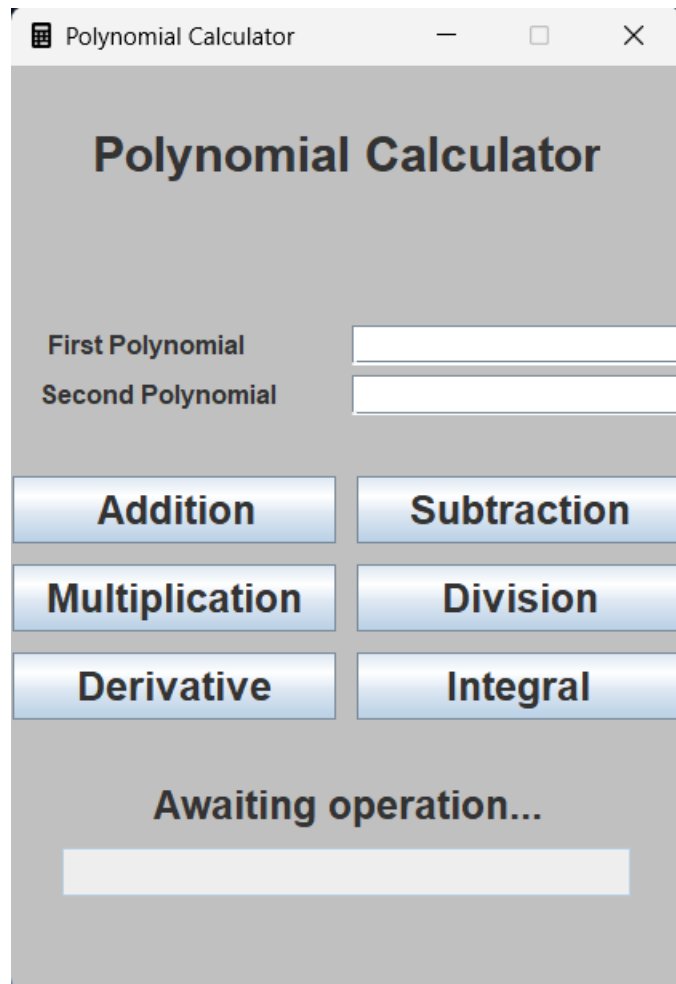 Polynomial Calculator
Polynomial Calculator
First Polynomial
Second Polynomial
Addition Subtraction
Multiplication Division
Derivative Integral
Awaiting operation...